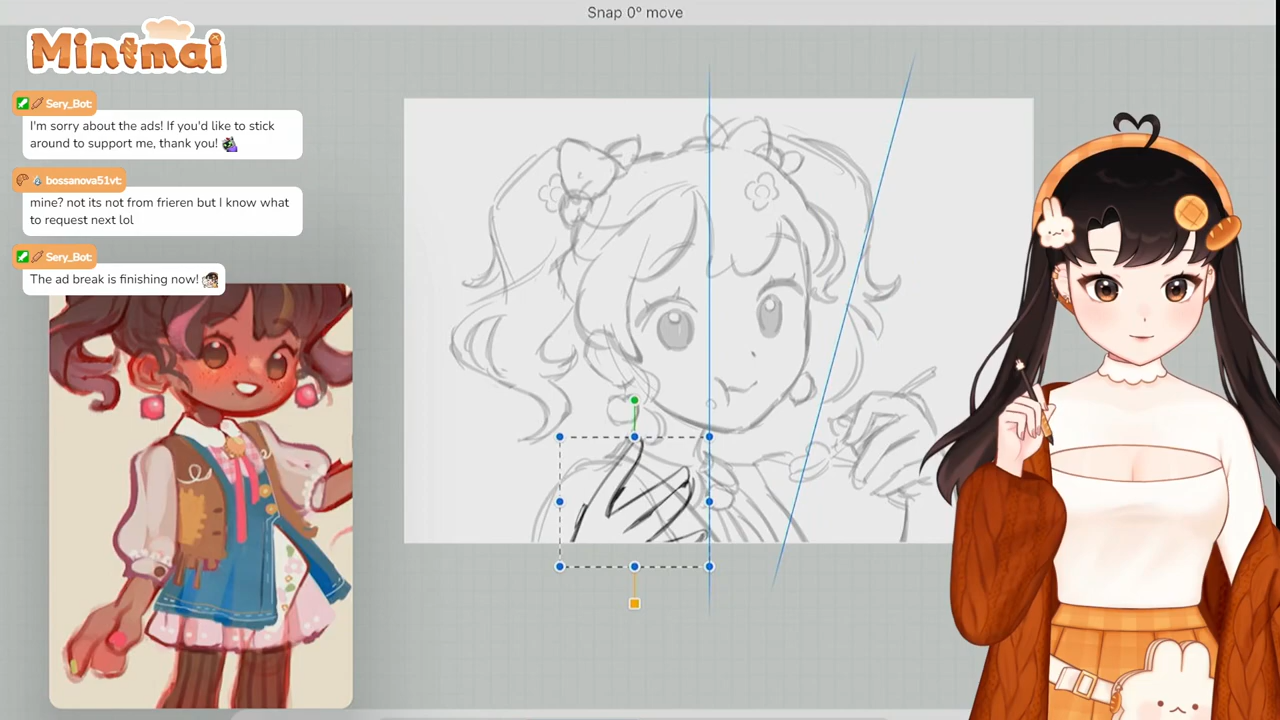 Snap 0° move
Mintmai
Sery_Bot:
I'm sorry about the ads! If you'd like to stick
around to support me, thank you!
bossanova51vt:
mine? not its not from frieren but I know what
to request next lol
Sery_Bot:
The ad break is finishing now!